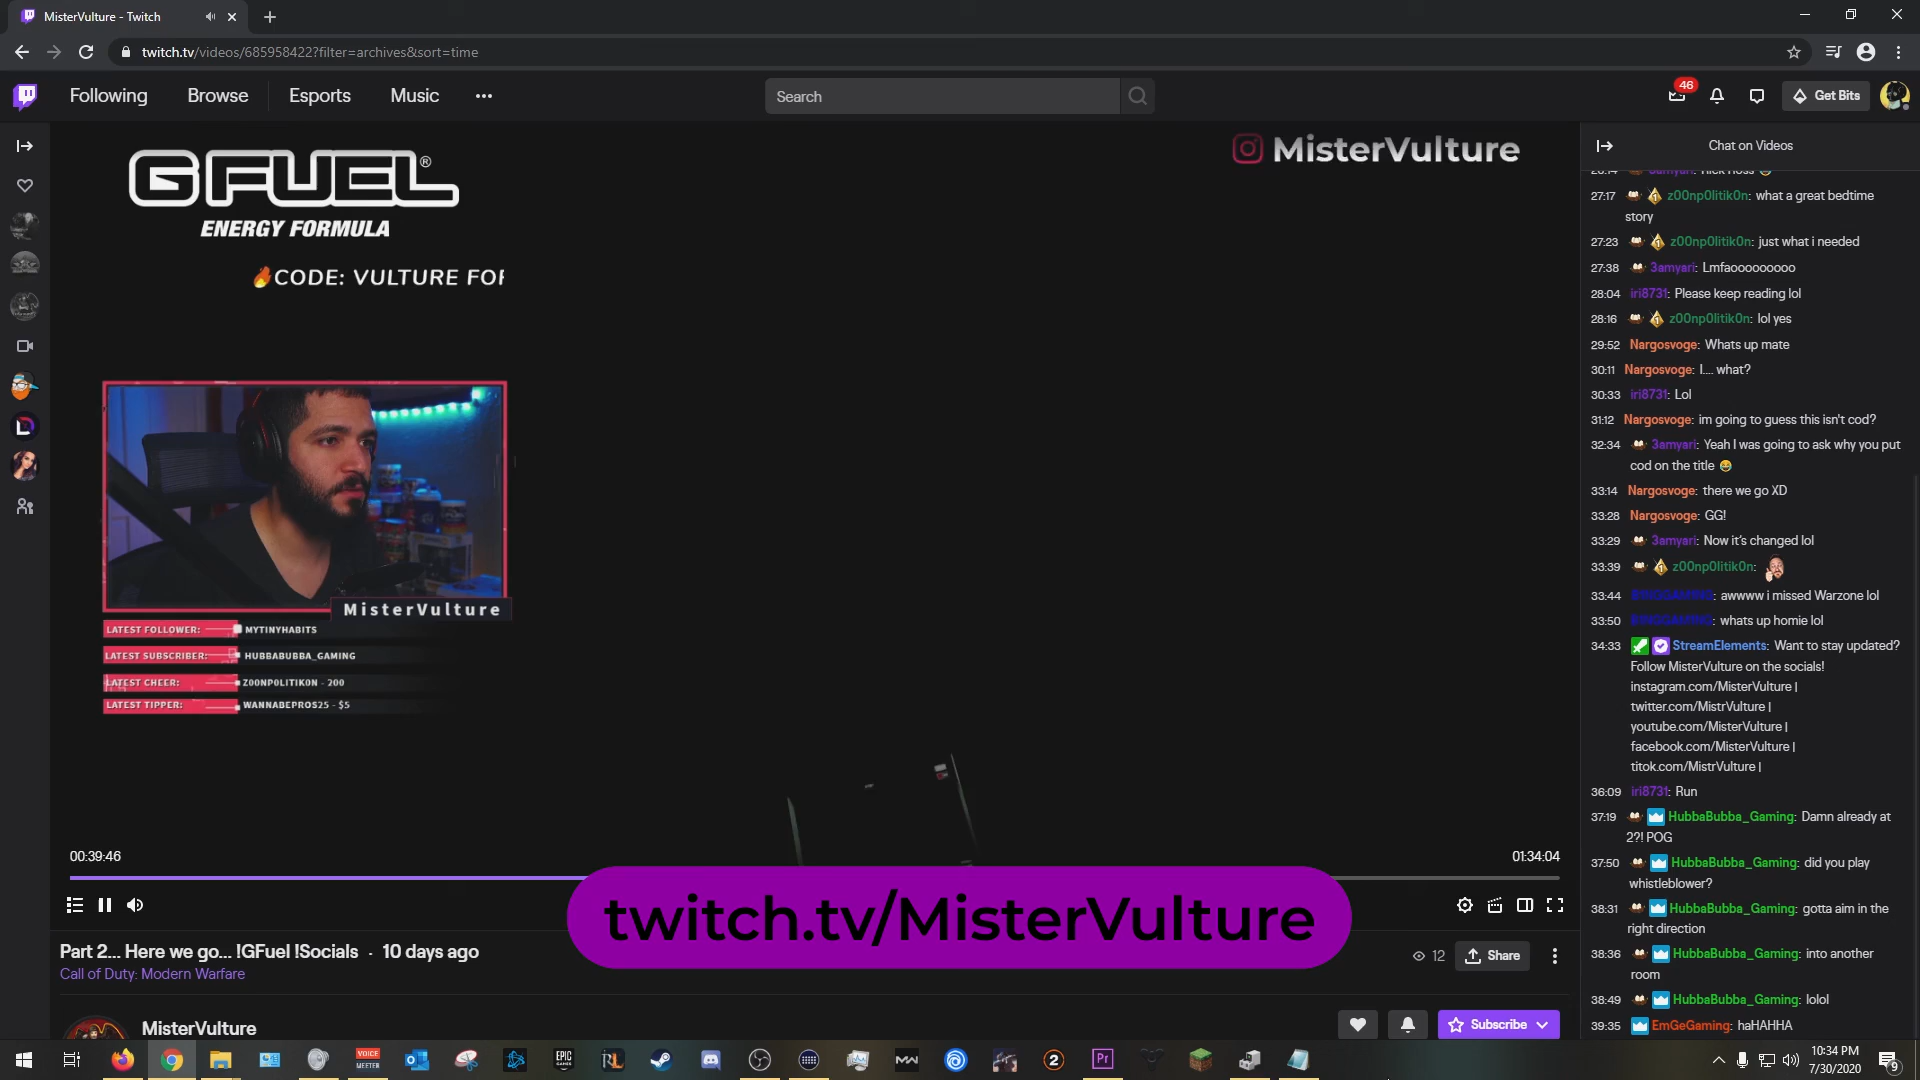 MisterVulture - Twitch
twitch.tv/videos/685958422?filter=archives&sort=time
Following Browse Esports Music
Search
46
Get Bits
GFUEL®
ENERGY FORMULA
CODE: VULTURE FOR
MisterVulture
MisterVulture
LATEST FOLLOWER: MYTINYHABITS
LATEST SUBSCRIBER: HUBBABUBBA_GAMING
LATEST CHEER: Z00NP0LITIK0N - 200
LATEST TIPPER: WANNABEPROS25 - $5
00:39:46
01:34:04
twitch.tv/MisterVulture
Part 2... Here we go... !GFuel !Socials · 10 days ago
Call of Duty: Modern Warfare
12
Share
MisterVulture
Subscribe
Chat on Videos
27:17 z00np0litik0n: what a great bedtime
story
27:23 z00np0litik0n: just what i needed
27:38 3amyari: Lmfaooooooooo
28:04 iri8731: Please keep reading lol
28:16 z00np0litik0n: lol yes
29:52 Nargosvoge: Whats up mate
30:11 Nargosvoge: I.... what?
30:33 iri8731: Lol
31:12 Nargosvoge: im going to guess this isn't cod?
32:34 3amyari: Yeah I was going to ask why you put
cod on the title
33:14 Nargosvoge: there we go XD
33:28 Nargosvoge: GG!
33:29 3amyari: Now it's changed lol
33:39 z00np0litik0n:
33:44 : awwww i missed Warzone lol
33:50 : whats up homie lol
34:33 StreamElements: Want to stay updated?
Follow MisterVulture on the socials!
instagram.com/MisterVulture |
twitter.com/MistrVulture |
youtube.com/MisterVulture |
facebook.com/MisterVulture |
titok.com/MistrVulture |
36:09 iri8731: Run
37:19 HubbaBubba_Gaming: Damn already at
2?! POG
37:50 HubbaBubba_Gaming: did you play
whistleblower?
38:31 HubbaBubba_Gaming: gotta aim in the
right direction
38:36 HubbaBubba_Gaming: into another
room
38:49 HubbaBubba_Gaming: lolol
39:35 EmGeGaming: haHAHHA
VOICE
MEETER
EPIC
GAMES
RL
MW
2
Pr
10:34 PM
7/30/2020
9